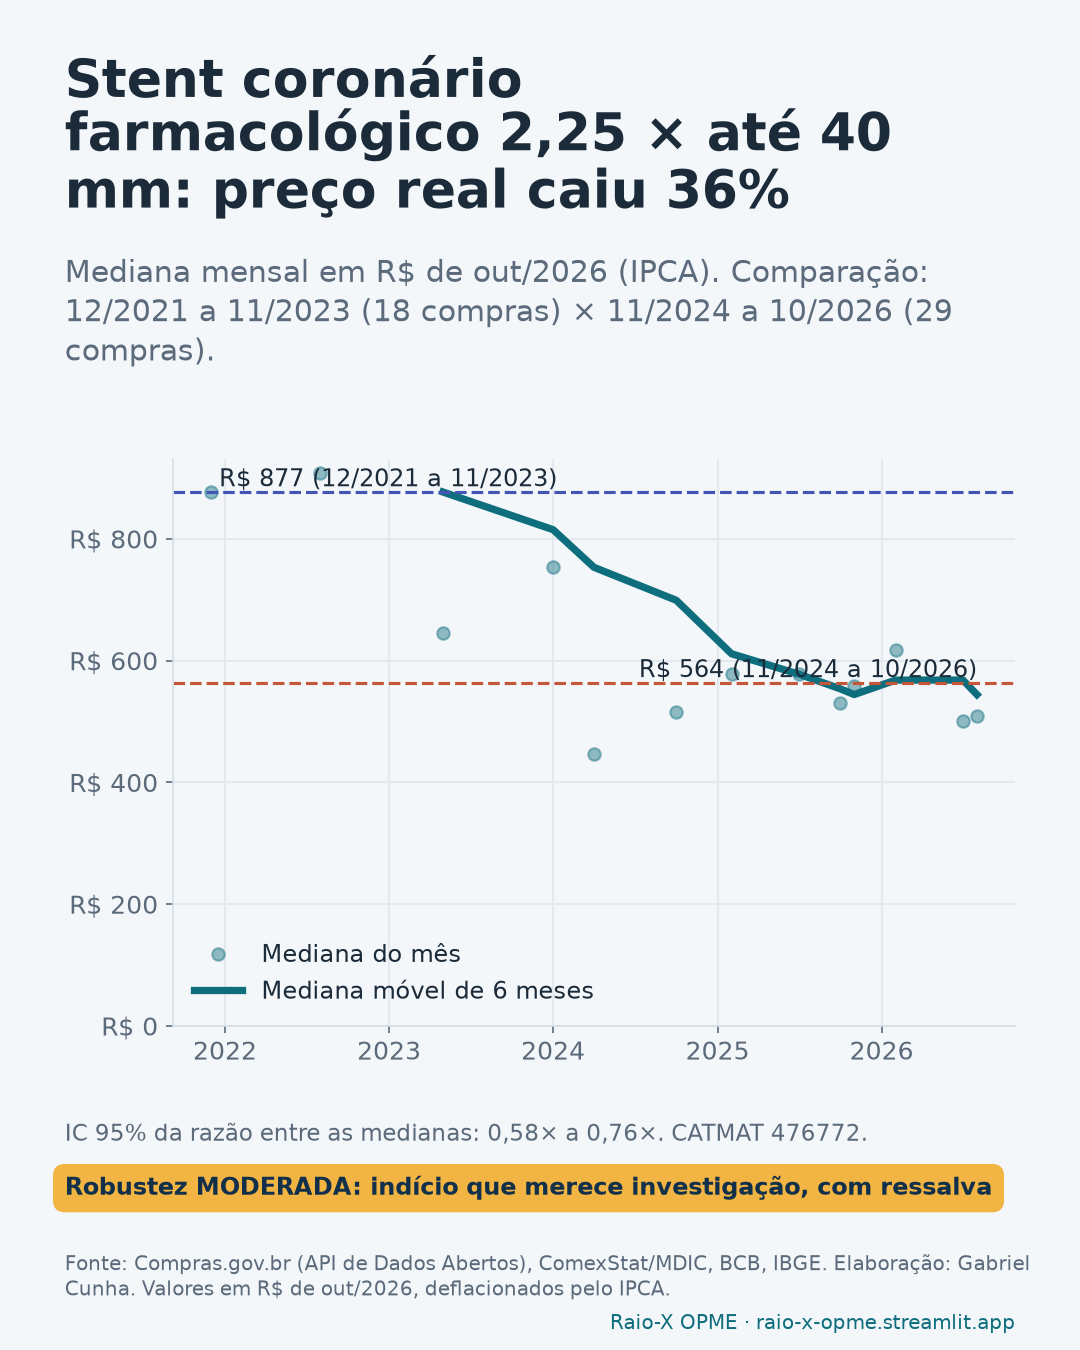 Stent coronário
farmacológico 2,25 × até 40
mm: preço real caiu 36%
Mediana mensal em R$ de out/2026 (IPCA). Comparação:
12/2021 a 11/2023 (18 compras) × 11/2024 a 10/2026 (29
compras).
R$ 877 (12/2021 a 11/2023)
R$ 800
R$ 600
R$ 564 (11/2024 a 10/2026)
R$ 400
R$ 200
Mediana do mês
Mediana móvel de 6 meses
R$ 0
2022
2023
2024
2025
2026
IC 95% da razão entre as medianas: 0,58× a 0,76×. CATMAT 476772.
Robustez MODERADA: indício que merece investigação, com ressalva
Fonte: Compras.gov.br (API de Dados Abertos), ComexStat/MDIC, BCB, IBGE. Elaboração: Gabriel
Cunha. Valores em R$ de out/2026, deflacionados pelo IPCA.
Raio-X OPME · raio-x-opme.streamlit.app